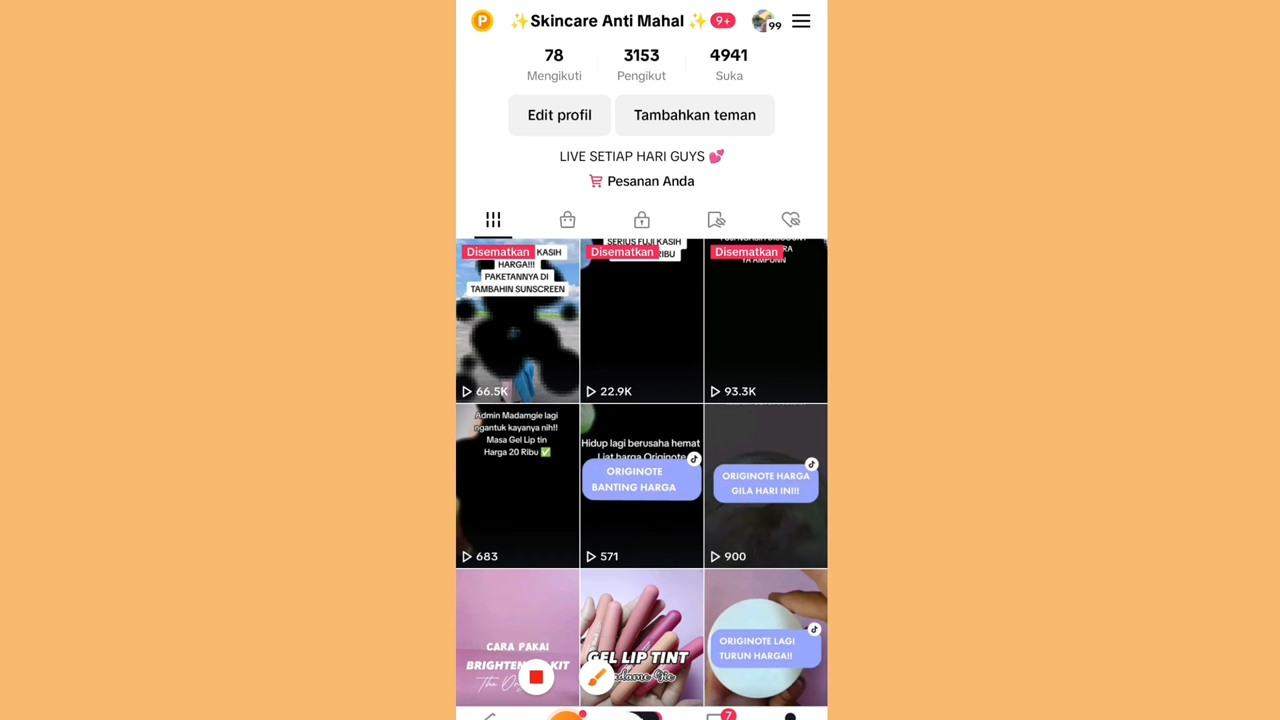 P ✨Skincare Anti Mahal ✨ 9+ 99
78 3153 4941
Mengikuti Pengikut Suka
Edit profil Tambahkan teman
LIVE SETIAP HARI GUYS 💕
Pesanan Anda
Disematkan KASIH
HARGA!!!
PAKETANNYA DI
TAMBAHIN SUNSCREEN
66.5K
SERIUS FUJI KASIH
Disematkan RIBU
22.9K
Disematkan
YA AMPUNN
93.3K
Admin Madamgie lagi
ngantuk kayanya nih!!
Masa Gel Lip tin
Harga 20 Ribu ✅
683
Hidup lagi berusaha hemat
Liat harga Originote
ORIGINOTE
BANTING HARGA
571
ORIGINOTE HARGA
GILA HARI INI!!!
900
CARA PAKAI
GEL LIP TINT
ORIGINOTE LAGI
TURUN HARGA!!
7